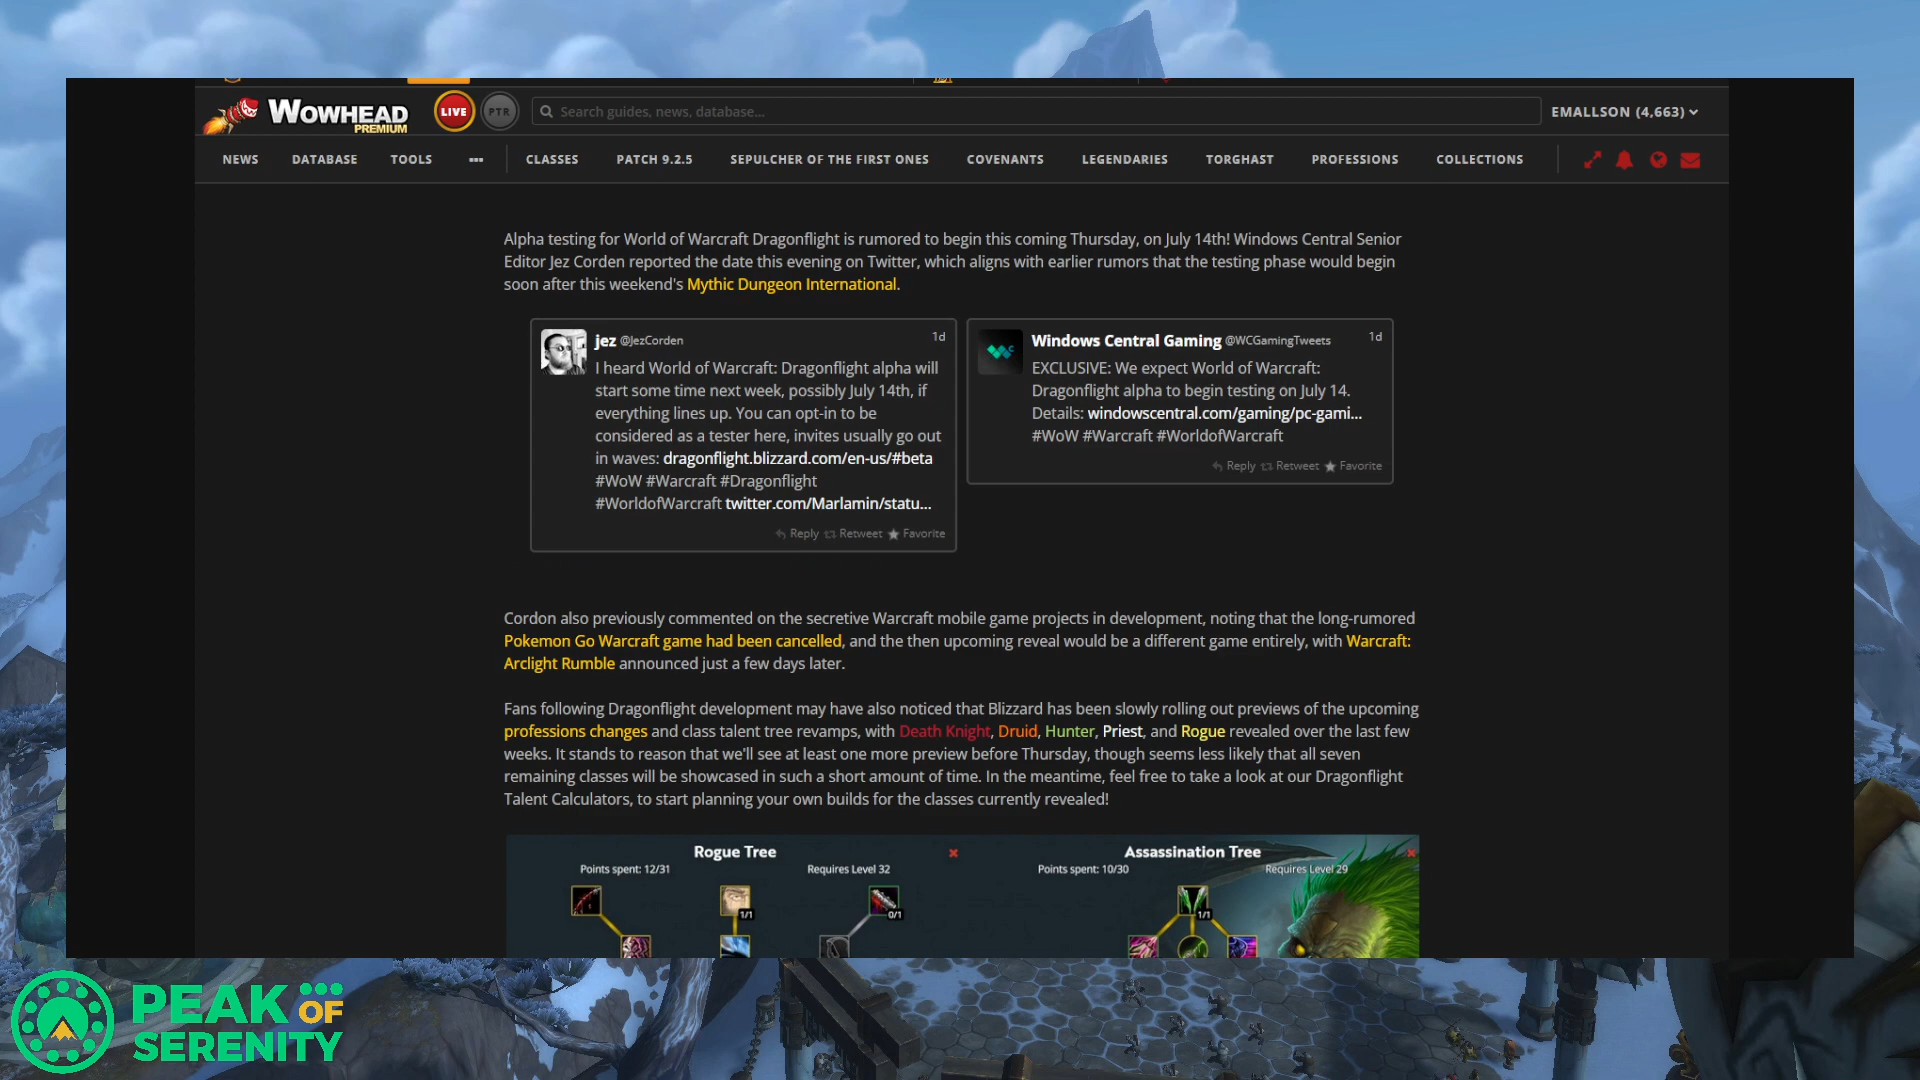 WOWHEAD
PREMIUM
LIVE
PTR
Search guides, news, database...
EMALLSON (4,663)
NEWS DATABASE TOOLS ••• CLASSES PATCH 9.2.5 SEPULCHER OF THE FIRST ONES COVENANTS LEGENDARIES TORGHAST PROFESSIONS COLLECTIONS
Alpha testing for World of Warcraft Dragonflight is rumored to begin this coming Thursday, on July 14th! Windows Central Senior
Editor Jez Corden reported the date this evening on Twitter, which aligns with earlier rumors that the testing phase would begin
soon after this weekend's Mythic Dungeon International.
jez @JezCorden 1d
I heard World of Warcraft: Dragonflight alpha will
start some time next week, possibly July 14th, if
everything lines up. You can opt-in to be
considered as a tester here, invites usually go out
in waves: dragonflight.blizzard.com/en-us/#beta
#WoW #Warcraft #Dragonflight
#WorldofWarcraft twitter.com/Marlamin/statu...
Reply Retweet Favorite
Windows Central Gaming @WCGamingTweets 1d
EXCLUSIVE: We expect World of Warcraft:
Dragonflight alpha to begin testing on July 14.
Details: windowscentral.com/gaming/pc-gami...
#WoW #Warcraft #WorldofWarcraft
Reply Retweet Favorite
Cordon also previously commented on the secretive Warcraft mobile game projects in development, noting that the long-rumored
Pokemon Go Warcraft game had been cancelled, and the then upcoming reveal would be a different game entirely, with Warcraft:
Arclight Rumble announced just a few days later.
Fans following Dragonflight development may have also noticed that Blizzard has been slowly rolling out previews of the upcoming
professions changes and class talent tree revamps, with Death Knight, Druid, Hunter, Priest, and Rogue revealed over the last few
weeks. It stands to reason that we'll see at least one more preview before Thursday, though seems less likely that all seven
remaining classes will be showcased in such a short amount of time. In the meantime, feel free to take a look at our Dragonflight
Talent Calculators, to start planning your own builds for the classes currently revealed!
Rogue Tree
Points spent: 12/31 Requires Level 32
1/1
0/1
Assassination Tree
Points spent: 10/30 Requires Level 29
1/1
PEAK OF
SERENITY